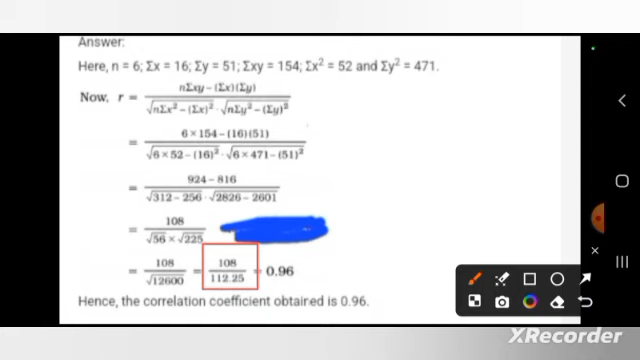 Answer:
Here, n = 6; Σx = 16; Σy = 51; Σxy = 154; Σx² = 52 and Σy² = 471.
Now, r = nΣxy – (Σx)(Σy) / √nΣx² – (Σx)² · √nΣy² – (Σy)²
= 6×154 – (16)(51) / √6×52 – (16)² · √6×471 – (51)²
= 924 – 816 / √312 – 256 · √2826 – 2601
= 108 / √56 × √225
= 108 / √12600 = 108 / 112.25 = 0.96
Hence, the correlation coefficient obtained is 0.96.
XRecorder